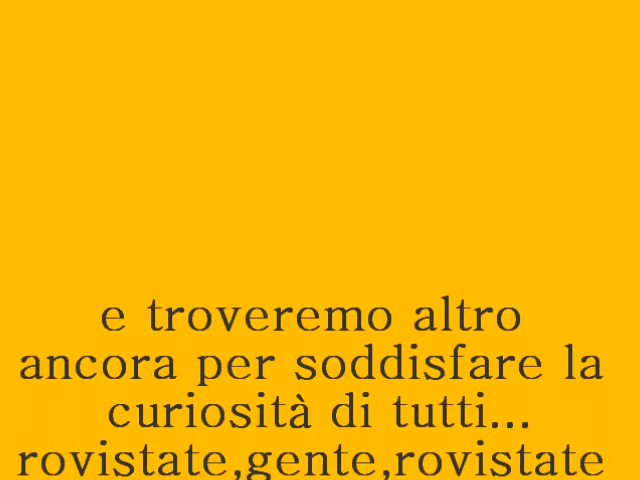 e troveremo altro
ancora per soddisfare la
curiosità di tutti...
rovistate,gente,rovistate